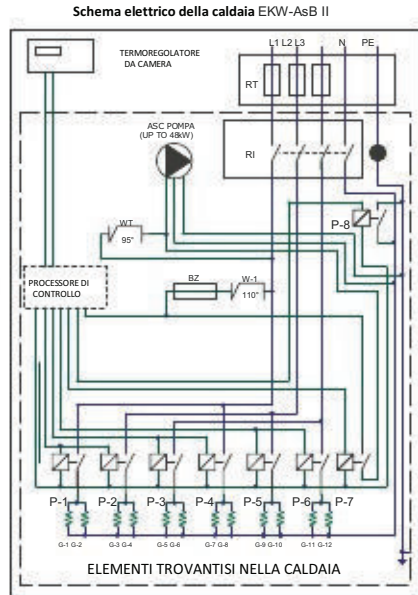 Schema elettrico della caldaia EKW-AsB II
TERMOREGOLATORE
DA CAMERA
L1 L2 L3 N PE
RT
ASC POMPA
(UP TO 48kW)
RI
P-8
WT
95°
PROCESSORE DI
CONTROLLO
BZ
W-1
110°
P-1 P-2 P-3 P-4 P-5 P-6 P-7
G-1 G-2 G-3 G-4 G-5 G-6 G-7 G-8 G-9 G-10 G-11 G-12
ELEMENTI TROVANTISI NELLA CALDAIA